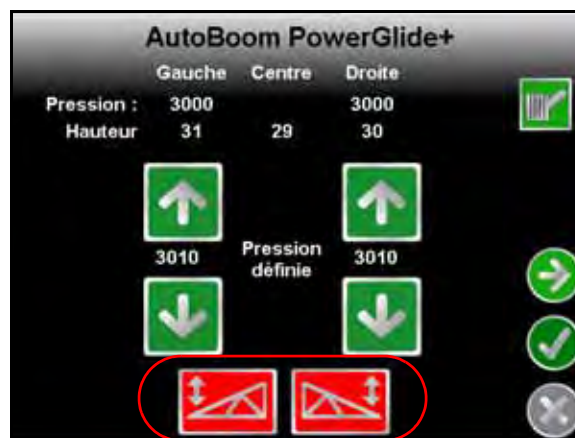 AutoBoom PowerGlide+
Gauche Centre Droite
Pression : 3000 3000
Hauteur 31 29 30
3010 Pression définie 3010